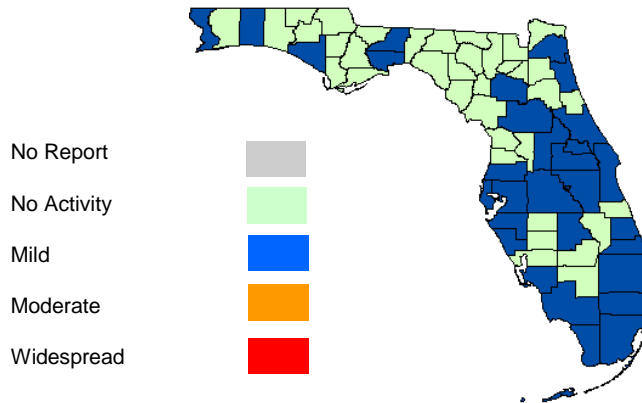 No Report
No Activity
Mild
Moderate
Widespread